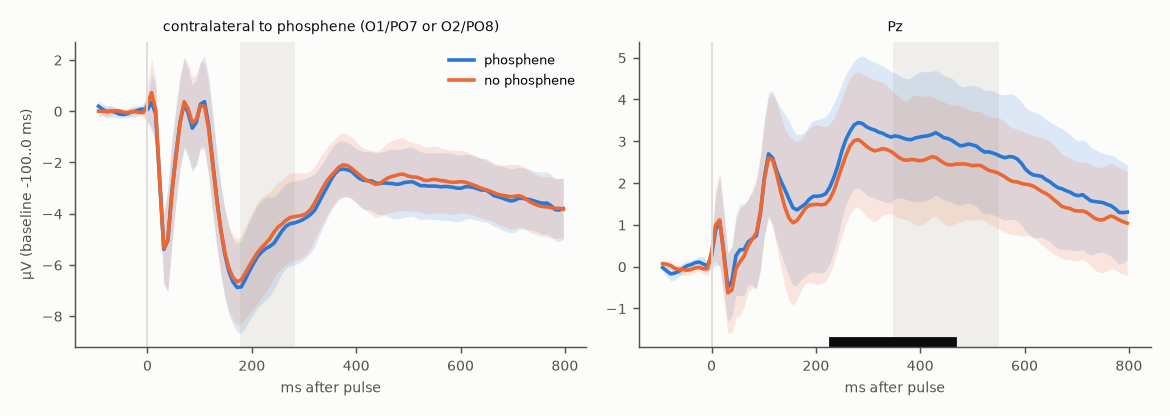 contralateral to phosphene (O1/PO7 or O2/PO8)
phosphene
no phosphene
µV (baseline -100..0 ms)
2
0
−2
−4
−6
−8
0 200 400 600 800
ms after pulse
Pz
5
4
3
2
1
0
−1
0 200 400 600 800
ms after pulse